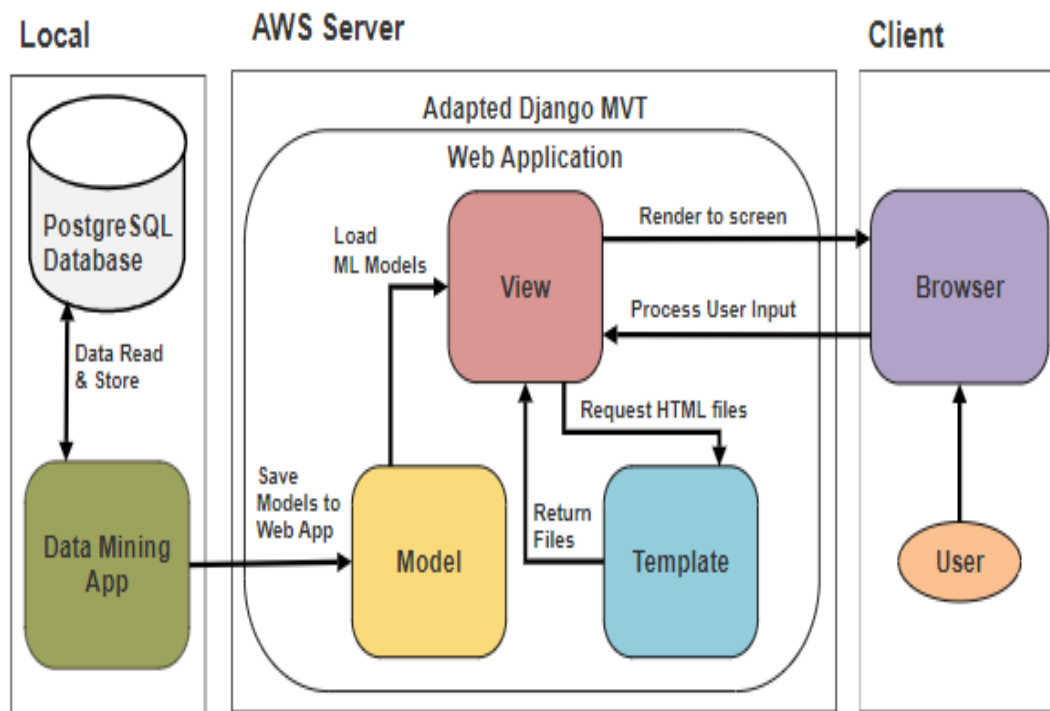 Local
AWS Server
Client
Adapted Django MVT
Web Application
PostgreSQL
Database
Data Read
& Store
Data Mining
App
Save
Models to
Web App
Load
ML Models
View
Model
Request HTML files
Return
Files
Template
Render to screen
Process User Input
Browser
User